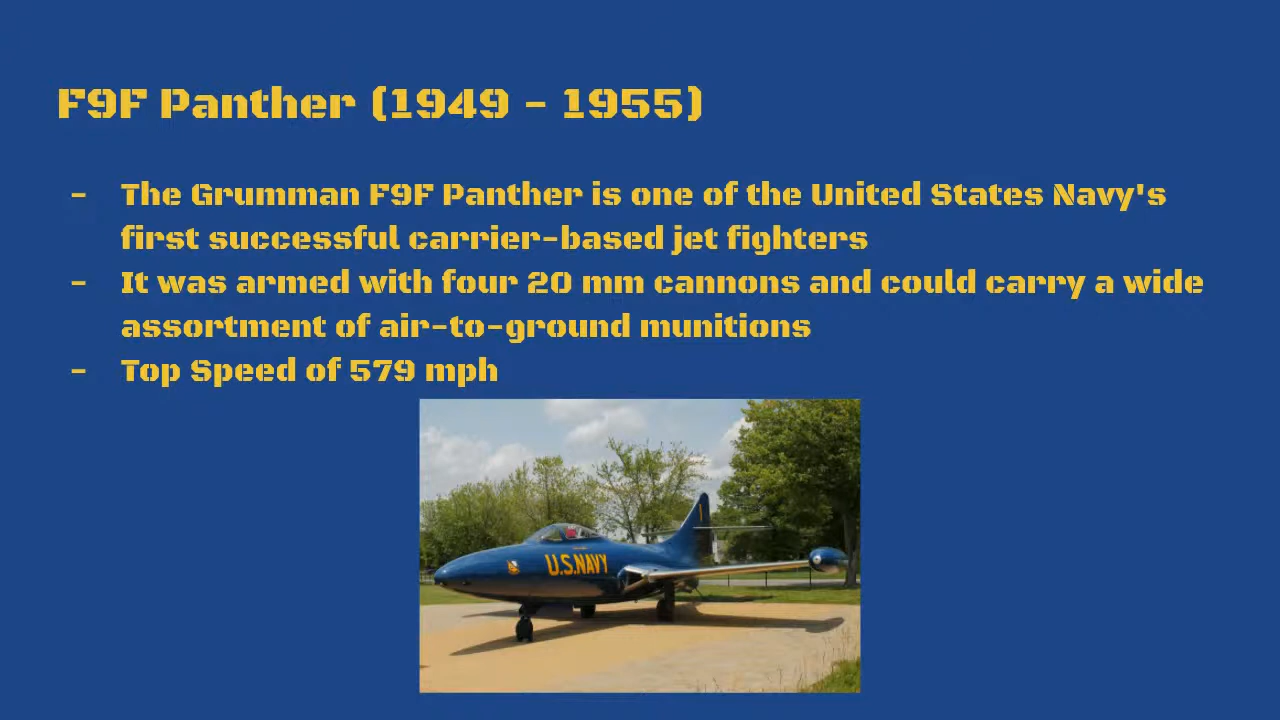 F9F Panther (1949 - 1955)
- The Grumman F9F Panther is one of the United States Navy's
first successful carrier-based jet fighters
- It was armed with four 20 mm cannons and could carry a wide
assortment of air-to-ground munitions
- Top Speed of 579 mph
1
U.S.NAVY